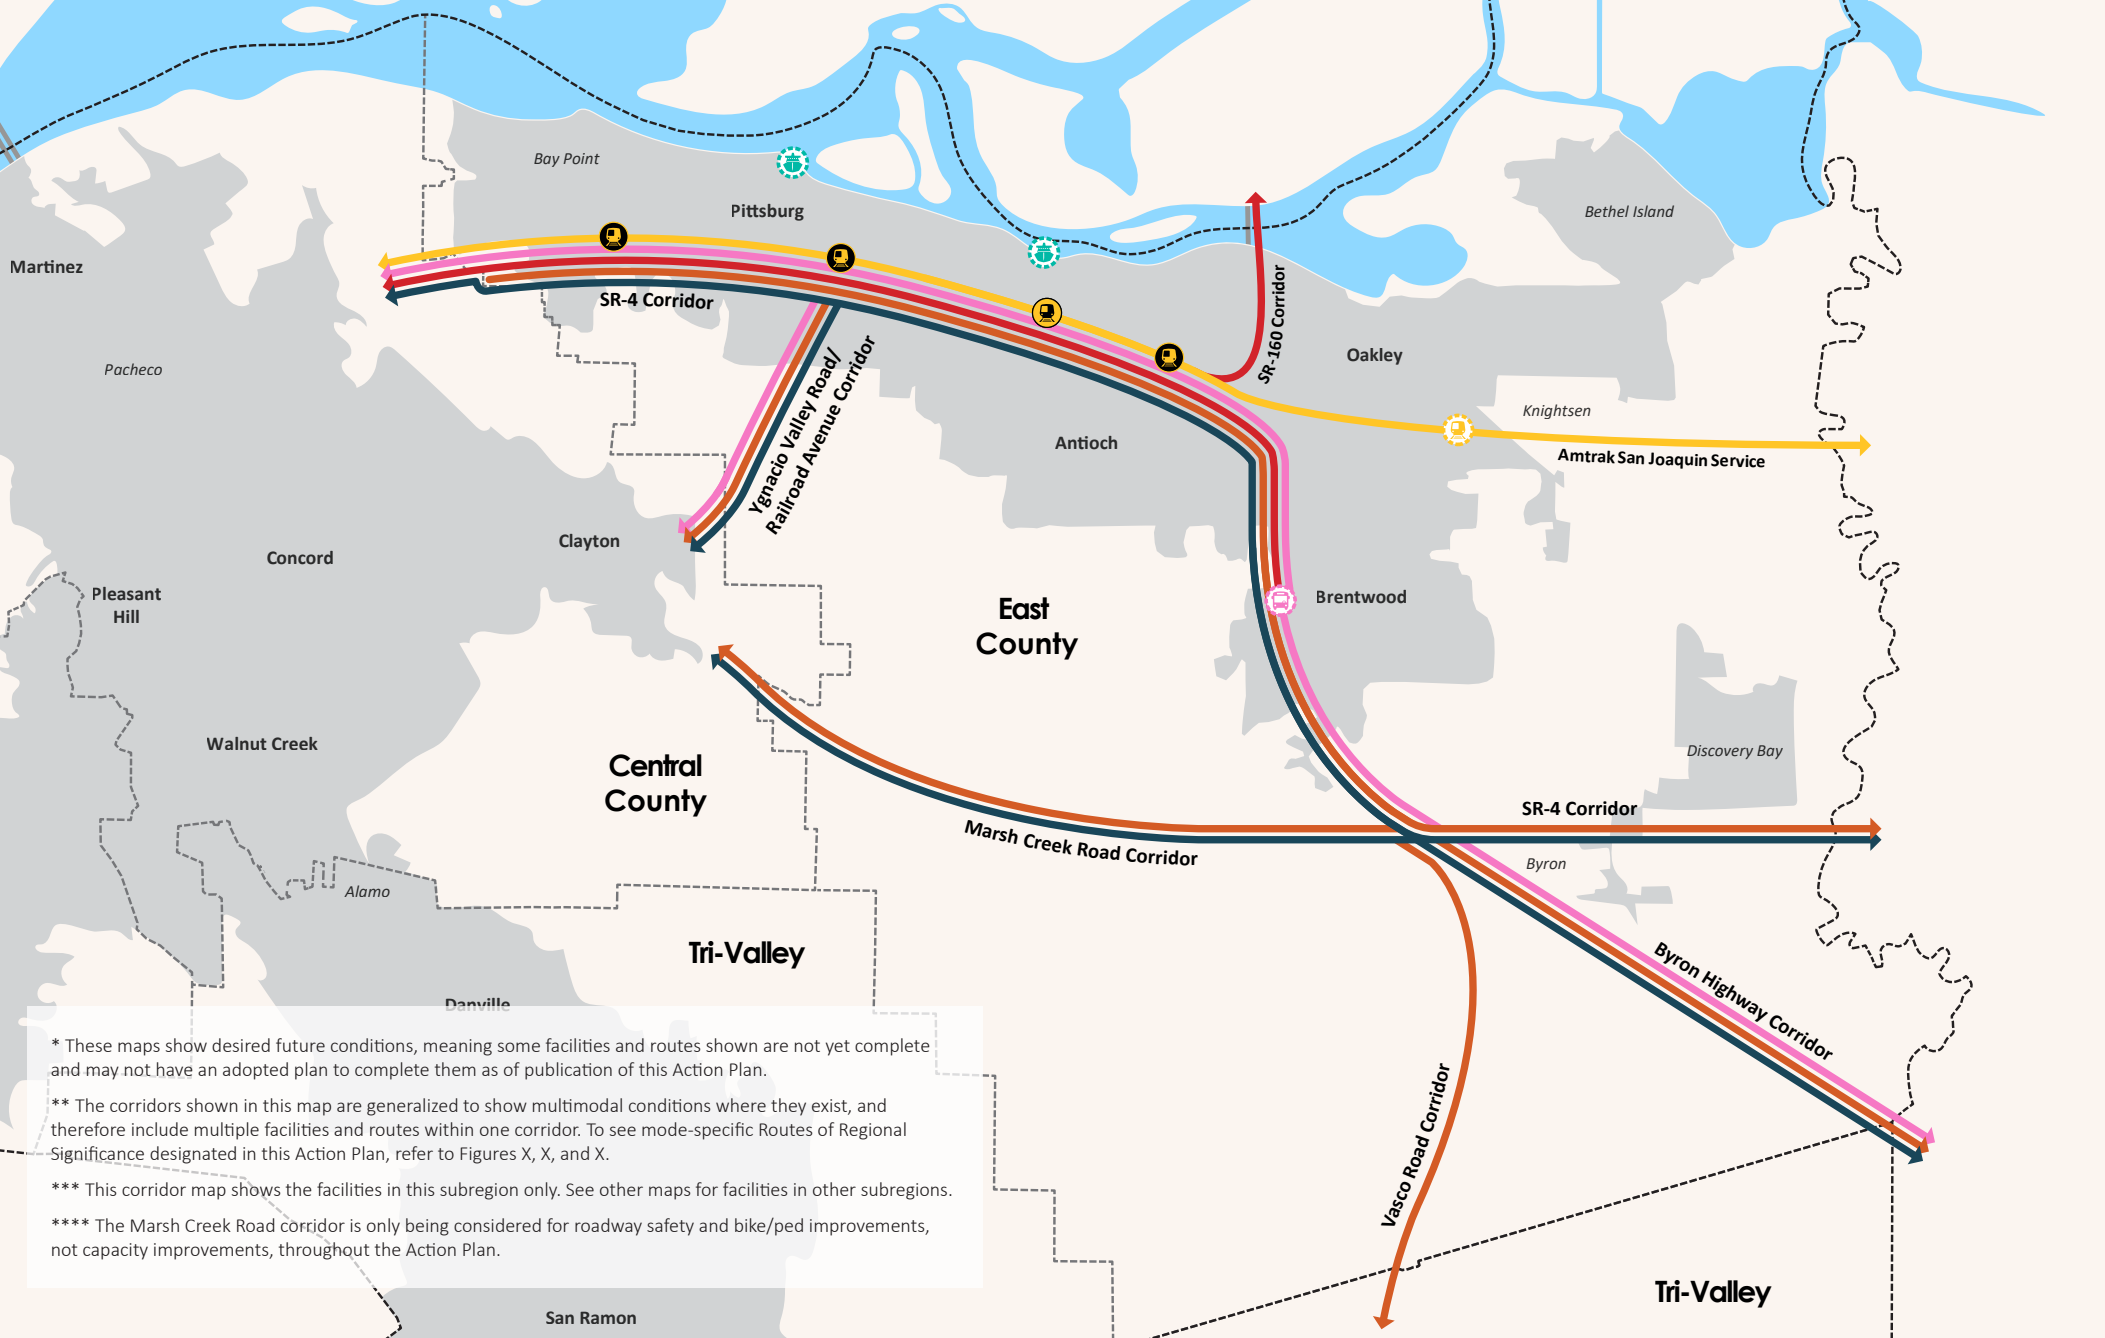 Bay Point
Pittsburg
Bethel Island
Martinez
SR-4 Corridor
SR-160 Corridor
Oakley
Pacheco
Ygnacio Valley Road/
Railroad Avenue Corridor
Knightsen
Antioch
Amtrak San Joaquin Service
Clayton
Concord
Pleasant
Hill
East
County
Brentwood
Walnut Creek
Central
County
Discovery Bay
SR-4 Corridor
Marsh Creek Road Corridor
Byron
Alamo
Tri-Valley
Byron Highway Corridor
Danville
Vasco Road Corridor
* These maps show desired future conditions, meaning some facilities and routes shown are not yet complete
and may not have an adopted plan to complete them as of publication of this Action Plan.
** The corridors shown in this map are generalized to show multimodal conditions where they exist, and
therefore include multiple facilities and routes within one corridor. To see mode-specific Routes of Regional
Significance designated in this Action Plan, refer to Figures X, X, and X.
*** This corridor map shows the facilities in this subregion only. See other maps for facilities in other subregions.
**** The Marsh Creek Road corridor is only being considered for roadway safety and bike/ped improvements,
not capacity improvements, throughout the Action Plan.
Tri-Valley
San Ramon